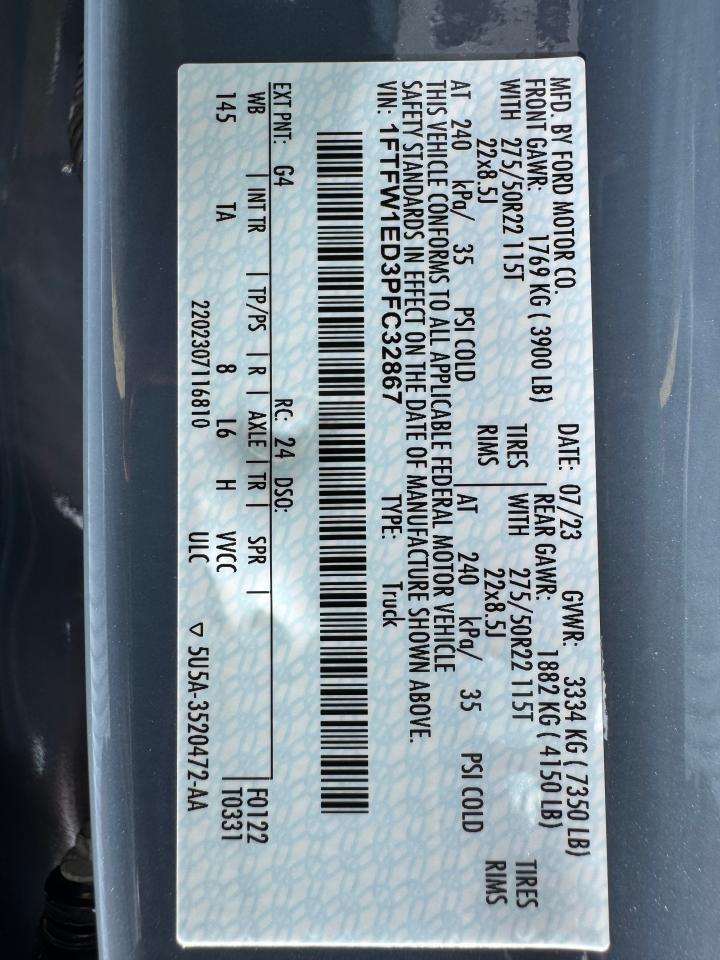 MFD. BY FORD MOTOR CO.
DATE: 07/23 GVWR: 3334 KG ( 7350 LB)
FRONT GAWR: 1769 KG ( 3900 LB) REAR GAWR: 1882 KG ( 4150 LB)
WITH 275/50R22 115T TIRES WITH 275/50R22 115T TIRES
22x8.5J RIMS 22x8.5J RIMS
AT 240 kPa/ 35 PSI COLD AT 240 kPa/ 35 PSI COLD
THIS VEHICLE CONFORMS TO ALL APPLICABLE FEDERAL MOTOR VEHICLE
SAFETY STANDARDS IN EFFECT ON THE DATE OF MANUFACTURE SHOWN ABOVE.
VIN: 1FTFW1ED3PFC32867 TYPE: Truck
EXT PNT: G4 RC: 24 DSO: F0122
WB | INT TR | TP/PS | R | AXLE | TR | SPR | T0331
145 TA 8 L6 H VVCC
2202307116810 ULC ▽ 5U5A-3520472-AA